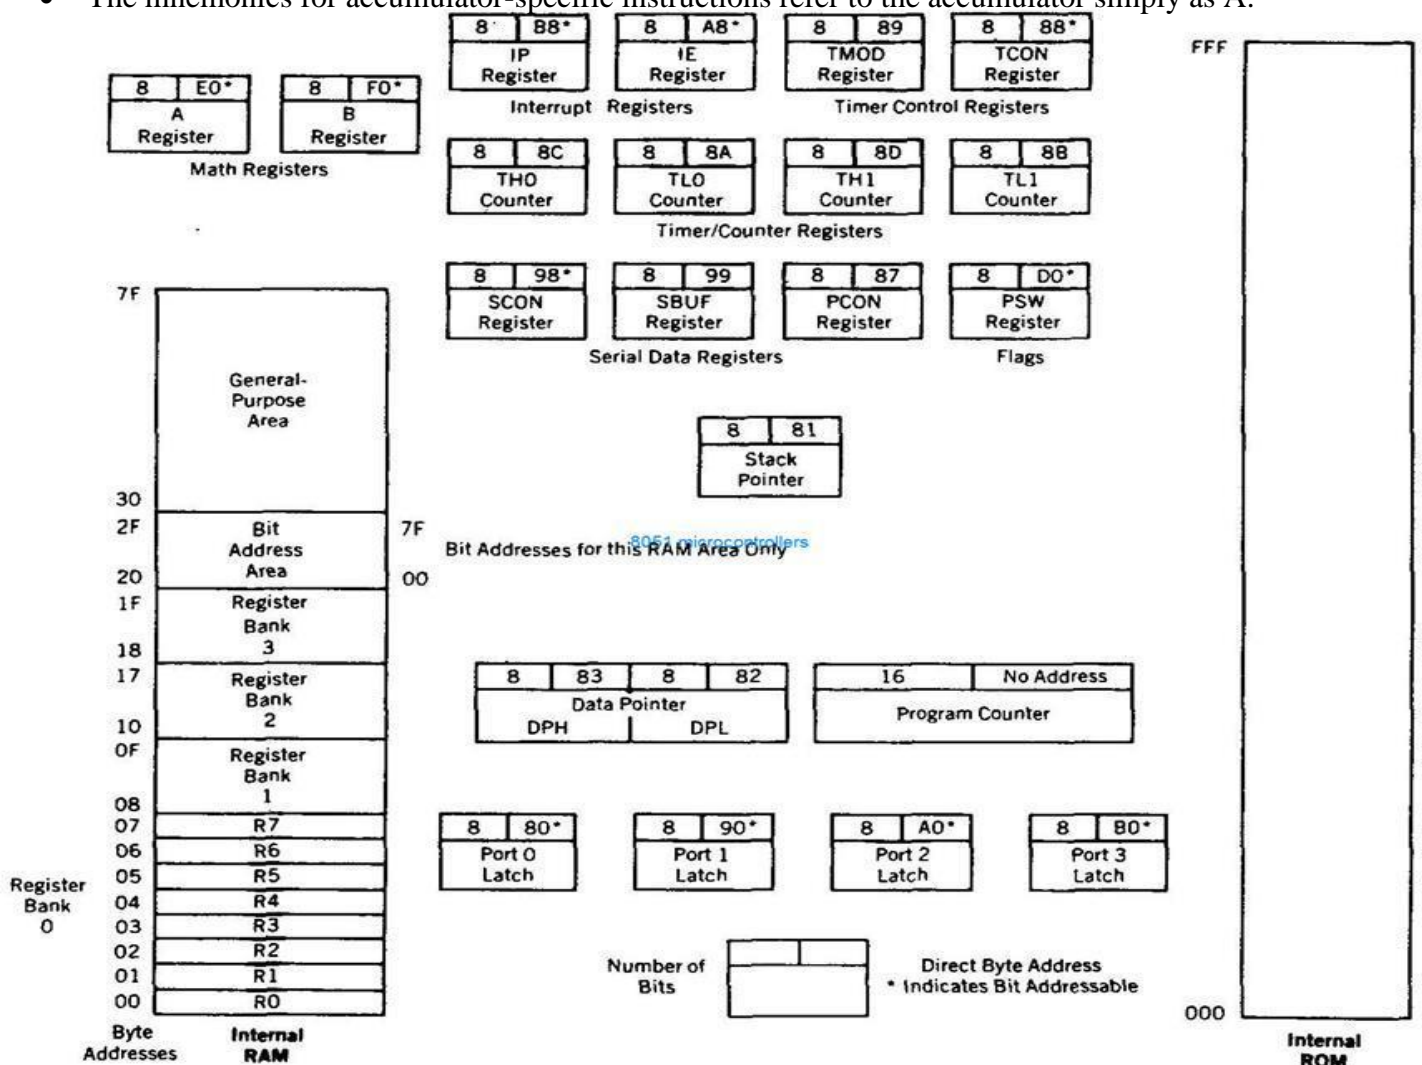 • The mnemonics for accumulator-specific instructions refer to the accumulator simply as A.
8 B8* 8 A8* 8 89 8 88*
IP Register IE Register TMOD Register TCON Register
Interrupt Registers Timer Control Registers
FFF
8 E0* 8 F0*
A Register B Register
Math Registers
8 8C 8 8A 8 8D 8 8B
TH0 Counter TL0 Counter TH1 Counter TL1 Counter
Timer/Counter Registers
8 98* 8 99 8 87 8 D0*
SCON Register SBUF Register PCON Register PSW Register
Serial Data Registers Flags
7F
General-
Purpose
Area
30
8 81
Stack
Pointer
2F Bit 7F
Address
Area
20 00
Bit Addresses for this RAM Area Only
8051 microcontrollers
1F Register
Bank
18 3
17 Register
Bank
10 2
0F Register
Bank
08 1
8 83 8 82
Data Pointer
DPH DPL
16 No Address
Program Counter
07 R7
06 R6
05 R5
04 R4
03 R3
02 R2
01 R1
00 R0
Register
Bank
0
8 80* 8 90* 8 A0* 8 B0*
Port 0 Latch Port 1 Latch Port 2 Latch Port 3 Latch
Number of
Bits
Direct Byte Address
* Indicates Bit Addressable
000
Byte
Addresses
Internal
RAM
Internal
ROM